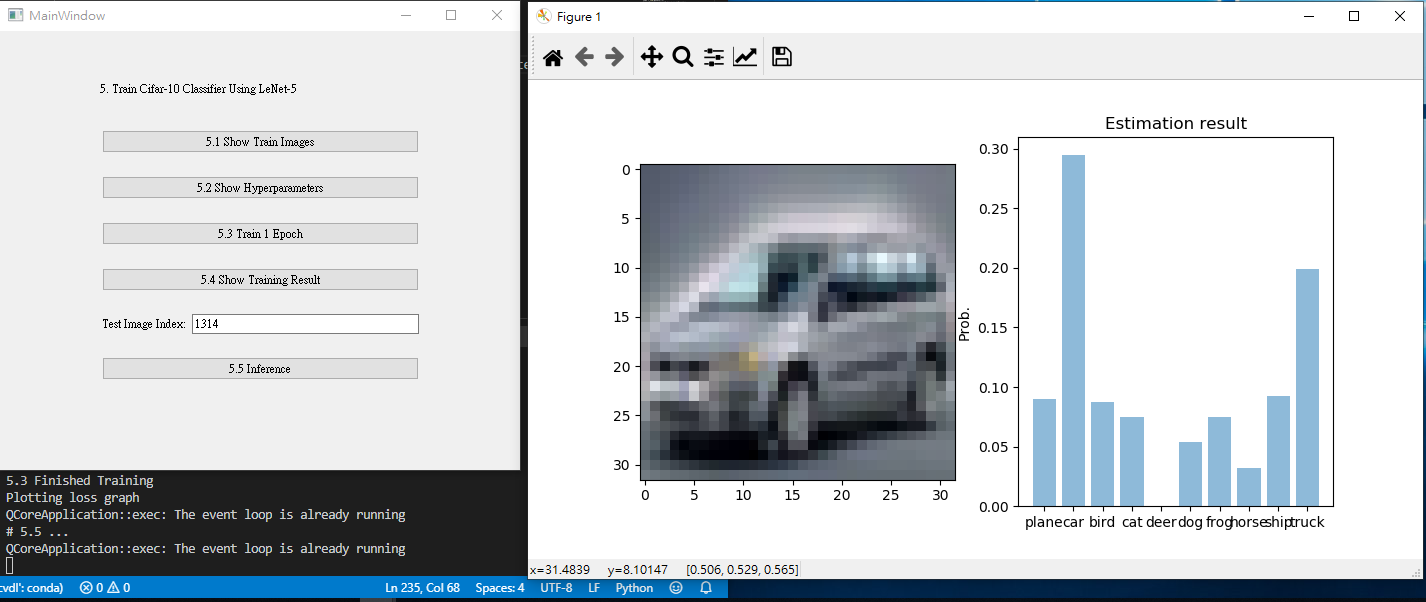 MainWindow
5. Train Cifar-10 Classifier Using LeNet-5
5.1 Show Train Images
5.2 Show Hyperparameters
5.3 Train 1 Epoch
5.4 Show Training Result
Test Image Index: 1314
5.5 Inference
5.3 Finished Training
Plotting loss graph
QCoreApplication::exec: The event loop is already running
# 5.5 ...
QCoreApplication::exec: The event loop is already running
cvdl': conda) 0 0 Ln 235, Col 68 Spaces: 4 UTF-8 LF Python
Figure 1
0
5
10
15
20
25
30
0 5 10 15 20 25 30
Estimation result
Prob.
0.30
0.25
0.20
0.15
0.10
0.05
0.00
plane car bird cat deer dog frog horse ship truck
x=31.4839 y=8.10147 [0.506, 0.529, 0.565]